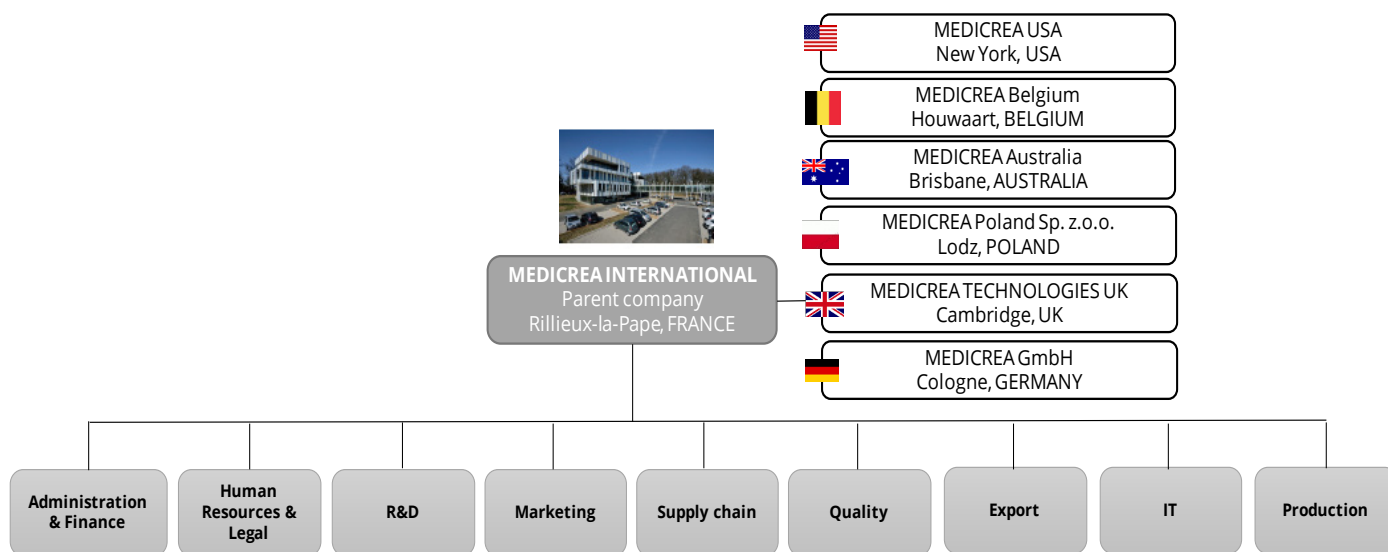 MEDICREA USA
New York, USA
MEDICREA Belgium
Houwaart, BELGIUM
MEDICREA Australia
Brisbane, AUSTRALIA
MEDICREA Poland Sp. z.o.o.
Lodz, POLAND
MEDICREA INTERNATIONAL
Parent company
Rillieux-la-Pape, FRANCE
MEDICREA TECHNOLOGIES UK
Cambridge, UK
MEDICREA GmbH
Cologne, GERMANY
Administration
& Finance
Human
Resources &
Legal
R&D
Marketing
Supply chain
Quality
Export
IT
Production